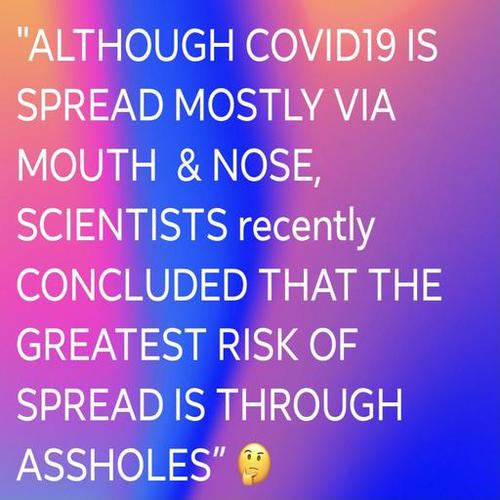 "ALTHOUGH COVID19 IS
SPREAD MOSTLY VIA
MOUTH  & NOSE,
SCIENTISTS recently
CONCLUDED THAT THE
GREATEST RISK OF
SPREAD IS THROUGH
ASSHOLES” 🤔